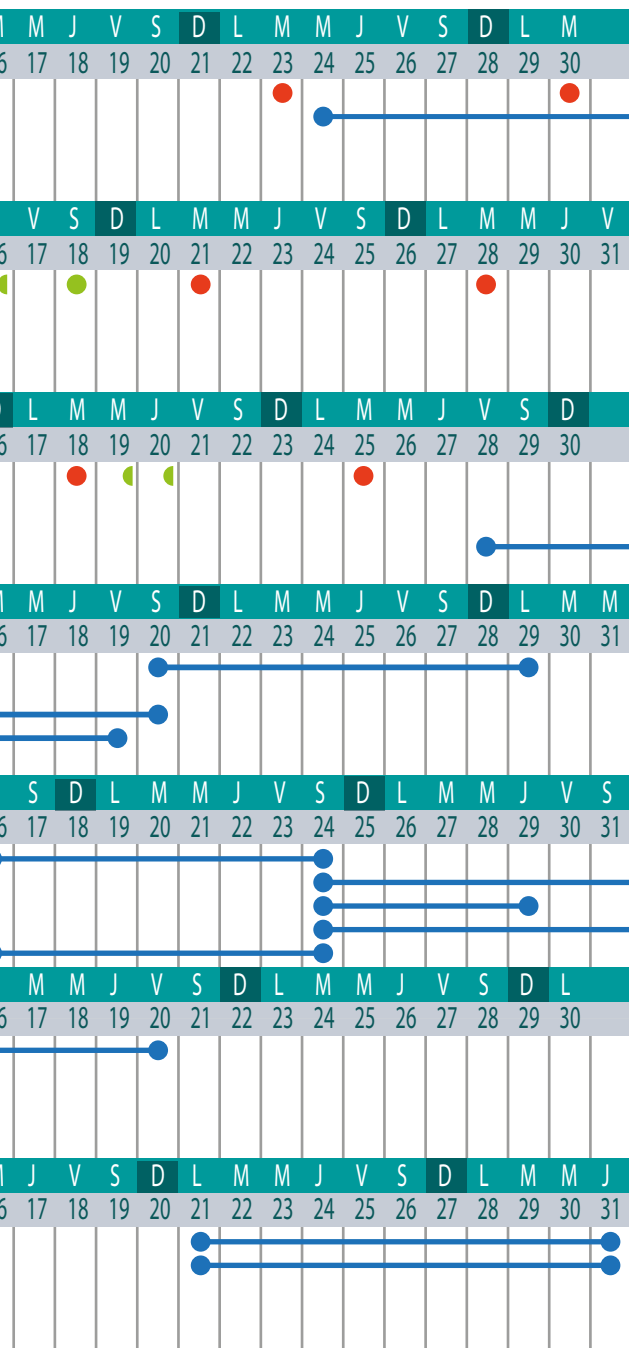 M J V S D L M M J V S D L M
17 18 19 20 21 22 23 24 25 26 27 28 29 30
V S D L M M J V S D L M M J V
17 18 19 20 21 22 23 24 25 26 27 28 29 30 31
L M M J V S D L M M J V S D
17 18 19 20 21 22 23 24 25 26 27 28 29 30
M J V S D L M M J V S D L M M
17 18 19 20 21 22 23 24 25 26 27 28 29 30 31
S D L M M J V S D L M M J V S
17 18 19 20 21 22 23 24 25 26 27 28 29 30 31
M M J V S D L M M J V S D L
17 18 19 20 21 22 23 24 25 26 27 28 29 30
J V S D L M M J V S D L M M J
17 18 19 20 21 22 23 24 25 26 27 28 29 30 31